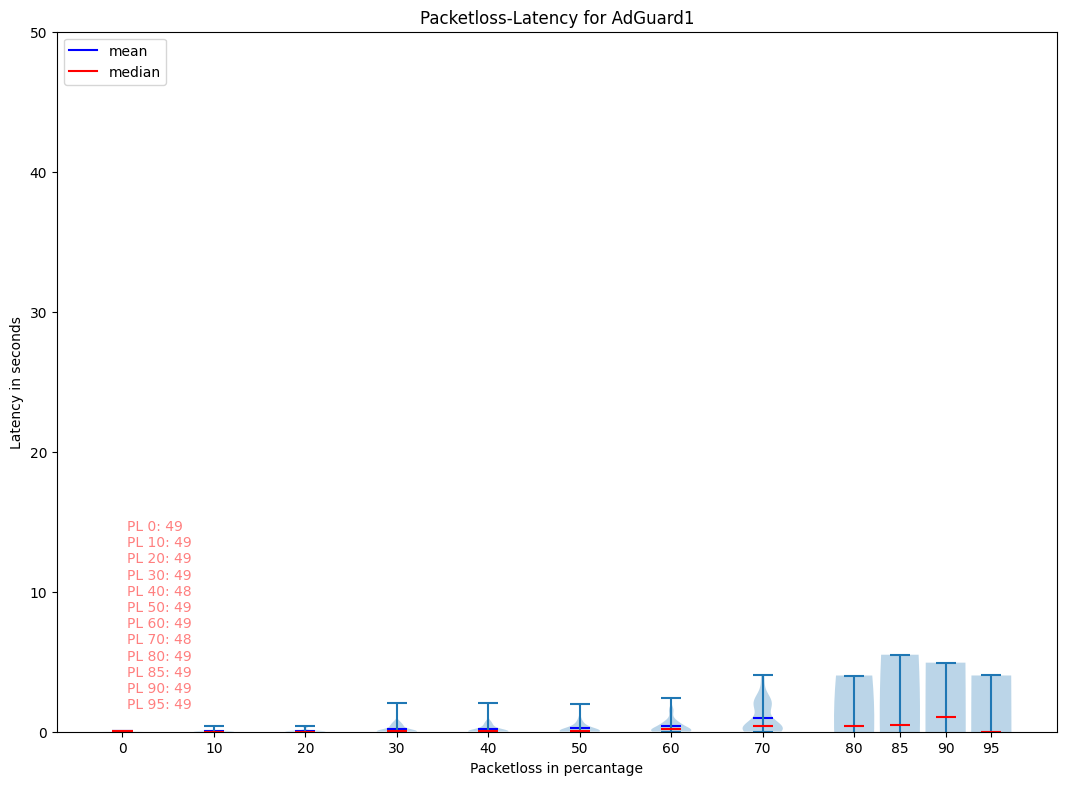 Packetloss-Latency for AdGuard1
mean
median
50
40
30
20
10
0
Latency in seconds
PL 0: 49
PL 10: 49
PL 20: 49
PL 30: 49
PL 40: 48
PL 50: 49
PL 60: 49
PL 70: 48
PL 80: 49
PL 85: 49
PL 90: 49
PL 95: 49
0 10 20 30 40 50 60 70 80 85 90 95
Packetloss in percantage